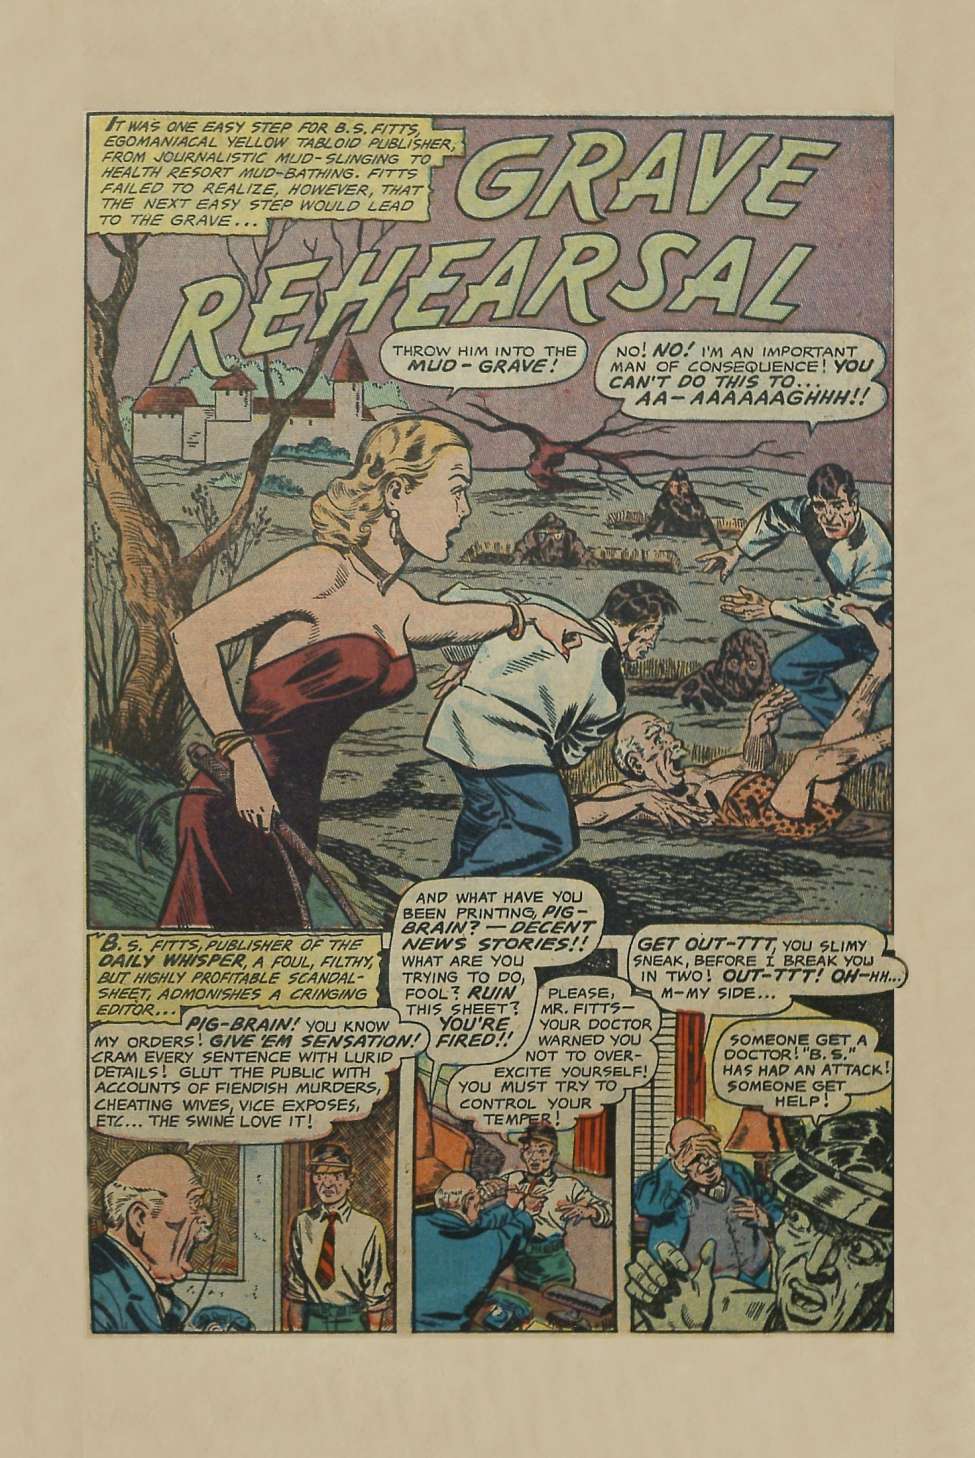 IT WAS ONE EASY STEP FOR B.S. FITTS,
EGOMANIACAL YELLOW TABLOID PUBLISHER,
FROM JOURNALISTIC MUD-SLINGING TO
HEALTH RESORT MUD-BATHING. FITTS
FAILED TO REALIZE, HOWEVER, THAT
THE NEXT EASY STEP WOULD LEAD
TO THE GRAVE...
GRAVE
REHEARSAL
THROW HIM INTO THE
MUD-GRAVE!
NO! NO! I'M AN IMPORTANT
MAN OF CONSEQUENCE! YOU
CAN'T DO THIS TO...
AA-AAAAAAGHHH!!
B.S. FITTS, PUBLISHER OF THE
DAILY WHISPER, A FOUL, FILTHY,
BUT HIGHLY PROFITABLE SCANDAL-
SHEET, ADMONISHES A CRINGING
EDITOR...
PIG-BRAIN! YOU KNOW
MY ORDERS! GIVE 'EM SENSATION!
CRAM EVERY SENTENCE WITH LURID
DETAILS! GLUT THE PUBLIC WITH
ACCOUNTS OF FIENDISH MURDERS,
CHEATING WIVES, VICE EXPOSES,
ETC... THE SWINE LOVE IT!
AND WHAT HAVE YOU
BEEN PRINTING, PIG-
BRAIN? — DECENT
NEWS STORIES!!
WHAT ARE YOU
TRYING TO DO,
FOOL? RUIN
THIS SHEET?
YOU'RE
FIRED!!
PLEASE,
MR. FITTS—
YOUR DOCTOR
WARNED YOU
NOT TO OVER-
EXCITE YOURSELF!
YOU MUST TRY TO
CONTROL YOUR
TEMPER!
GET OUT-TTT, YOU SLIMY
SNEAK, BEFORE I BREAK YOU
IN TWO! OUT-TTT! OH-HH...
M-MY SIDE...
SOMEONE GET A
DOCTOR! "B.S."
HAS HAD AN ATTACK!
SOMEONE GET
HELP!